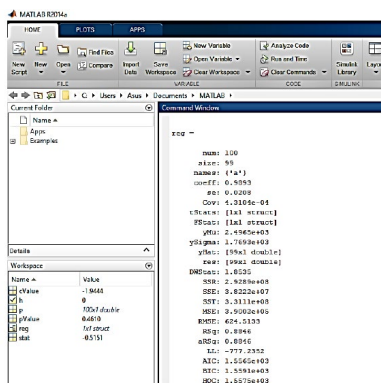 MATLAB R2014a
HOME PLOTS APPS
New Script
New
Open
Find Files
Compare
Import Data
Save Workspace
New Variable
Open Variable
Clear Workspace
Analyze Code
Run and Time
Clear Commands
Simulink Library
FILE VARIABLE CODE SIMULINK
C: Users Asus Documents MATLAB
Current Folder
Name
Apps
Examples
Details
Workspace
Name Value
cValue -1.9444
h 0
p 100x1 double
pValue 0.4610
reg 1x1 struct
stat -0.5151
Command Window
reg =
num: 100
size: 99
names: {'a'}
coeff: 0.9893
se: 0.0208
Cov: 4.3104e-04
tStats: [1x1 struct]
FStat: [1x1 struct]
yMu: 2.4965e+03
ySigma: 1.7693e+03
yHat: [99x1 double]
res: [99x1 double]
DWStat: 1.8535
SSR: 2.9289e+08
SSE: 3.8222e+07
SST: 3.3111e+08
MSE: 3.9002e+05
RMSE: 624.5133
RSq: 0.8846
aRSq: 0.8846
LL: -777.2352
AIC: 1.5565e+03
BIC: 1.5591e+03
HQC: 1.5575e+03